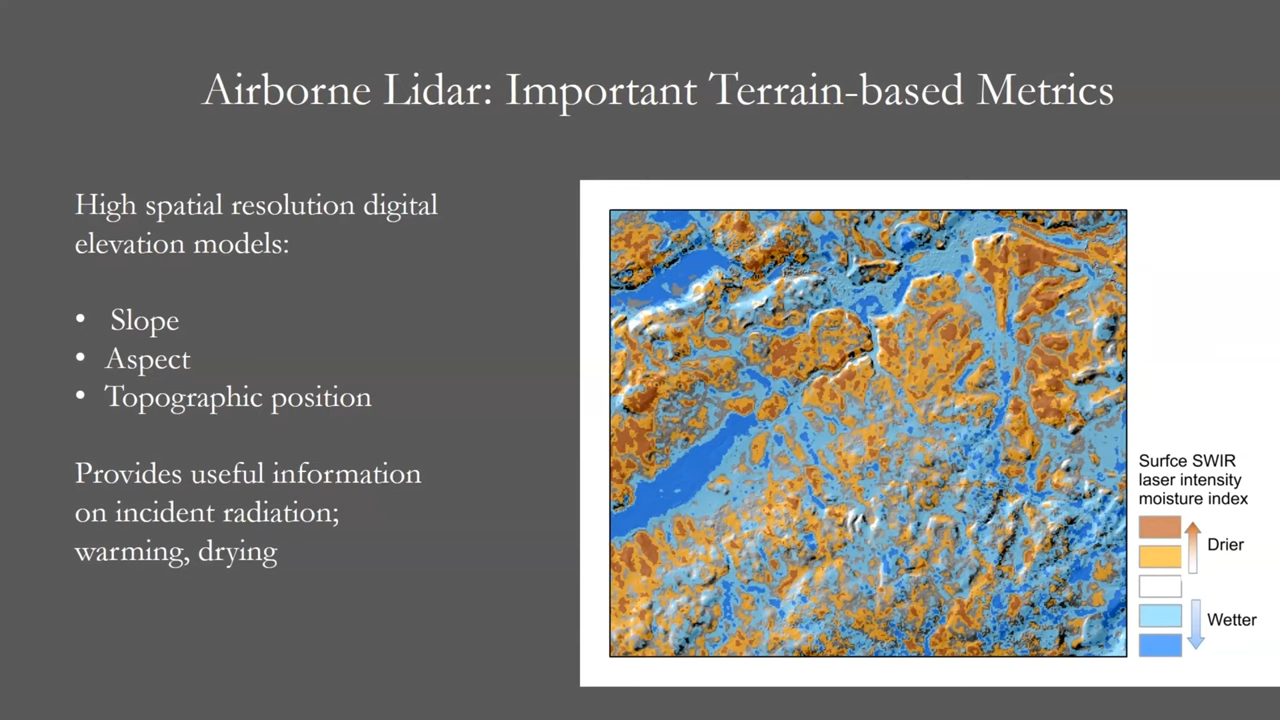 Airborne Lidar: Important Terrain-based Metrics
High spatial resolution digital
elevation models:
• Slope
• Aspect
• Topographic position
Provides useful information
on incident radiation;
warming, drying
Surfce SWIR
laser intensity
moisture index
Drier
Wetter